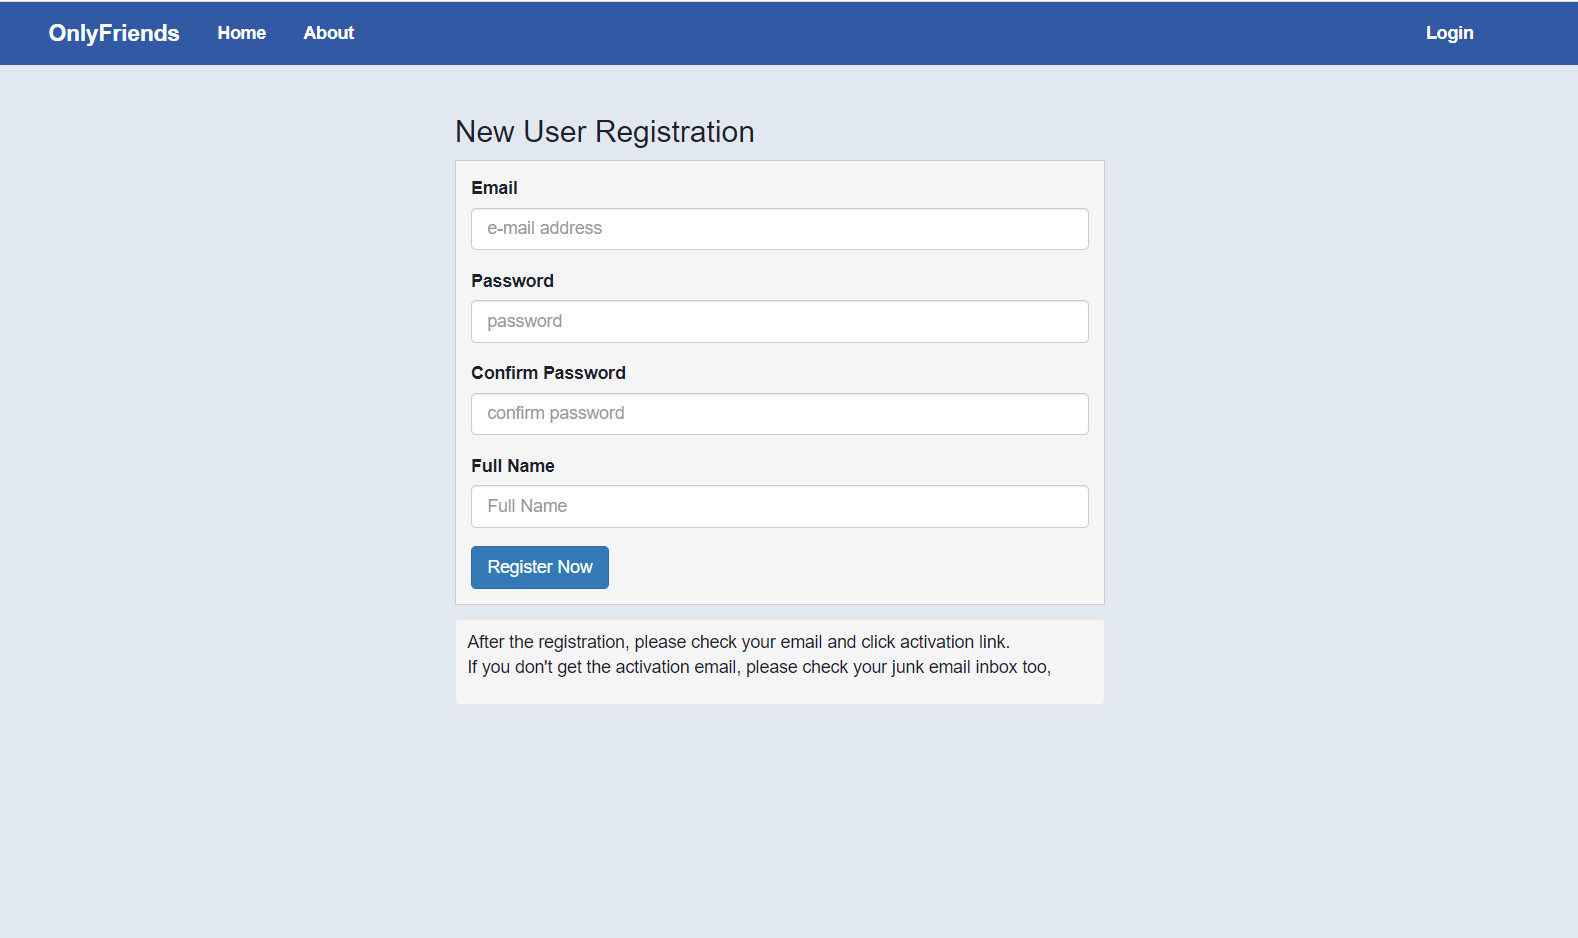 OnlyFriends Home About Login
New User Registration
Email
e-mail address
Password
password
Confirm Password
confirm password
Full Name
Full Name
Register Now
After the registration, please check your email and click activation link.
If you don't get the activation email, please check your junk email inbox too,